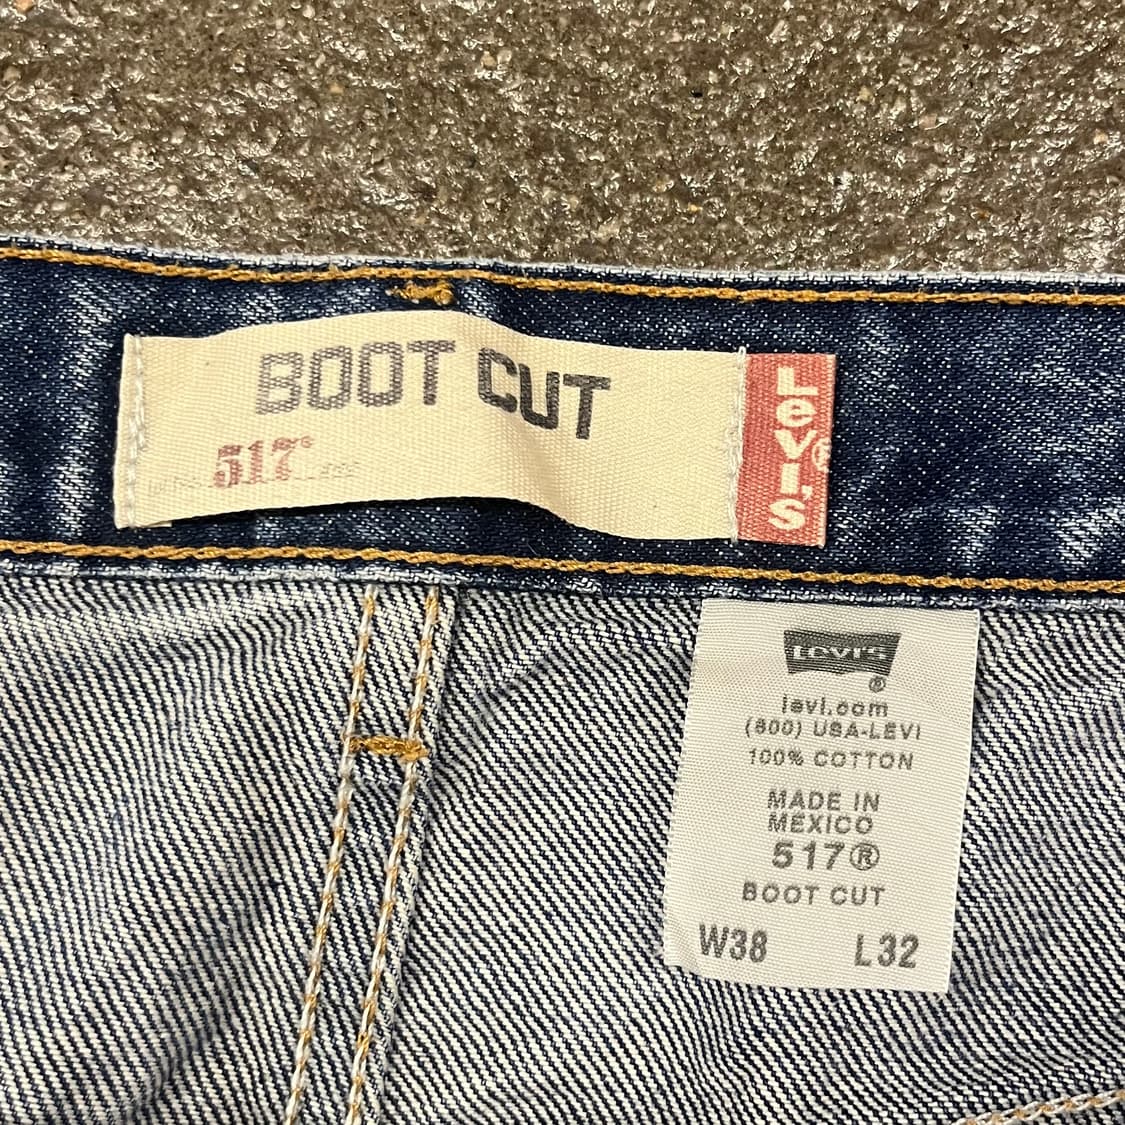 BOOT CUT
517®
Levi's®
LEVI'S
®
levi.com
(800) USA-LEVI
100% COTTON
MADE IN
MEXICO
517®
BOOT CUT
W38 L32